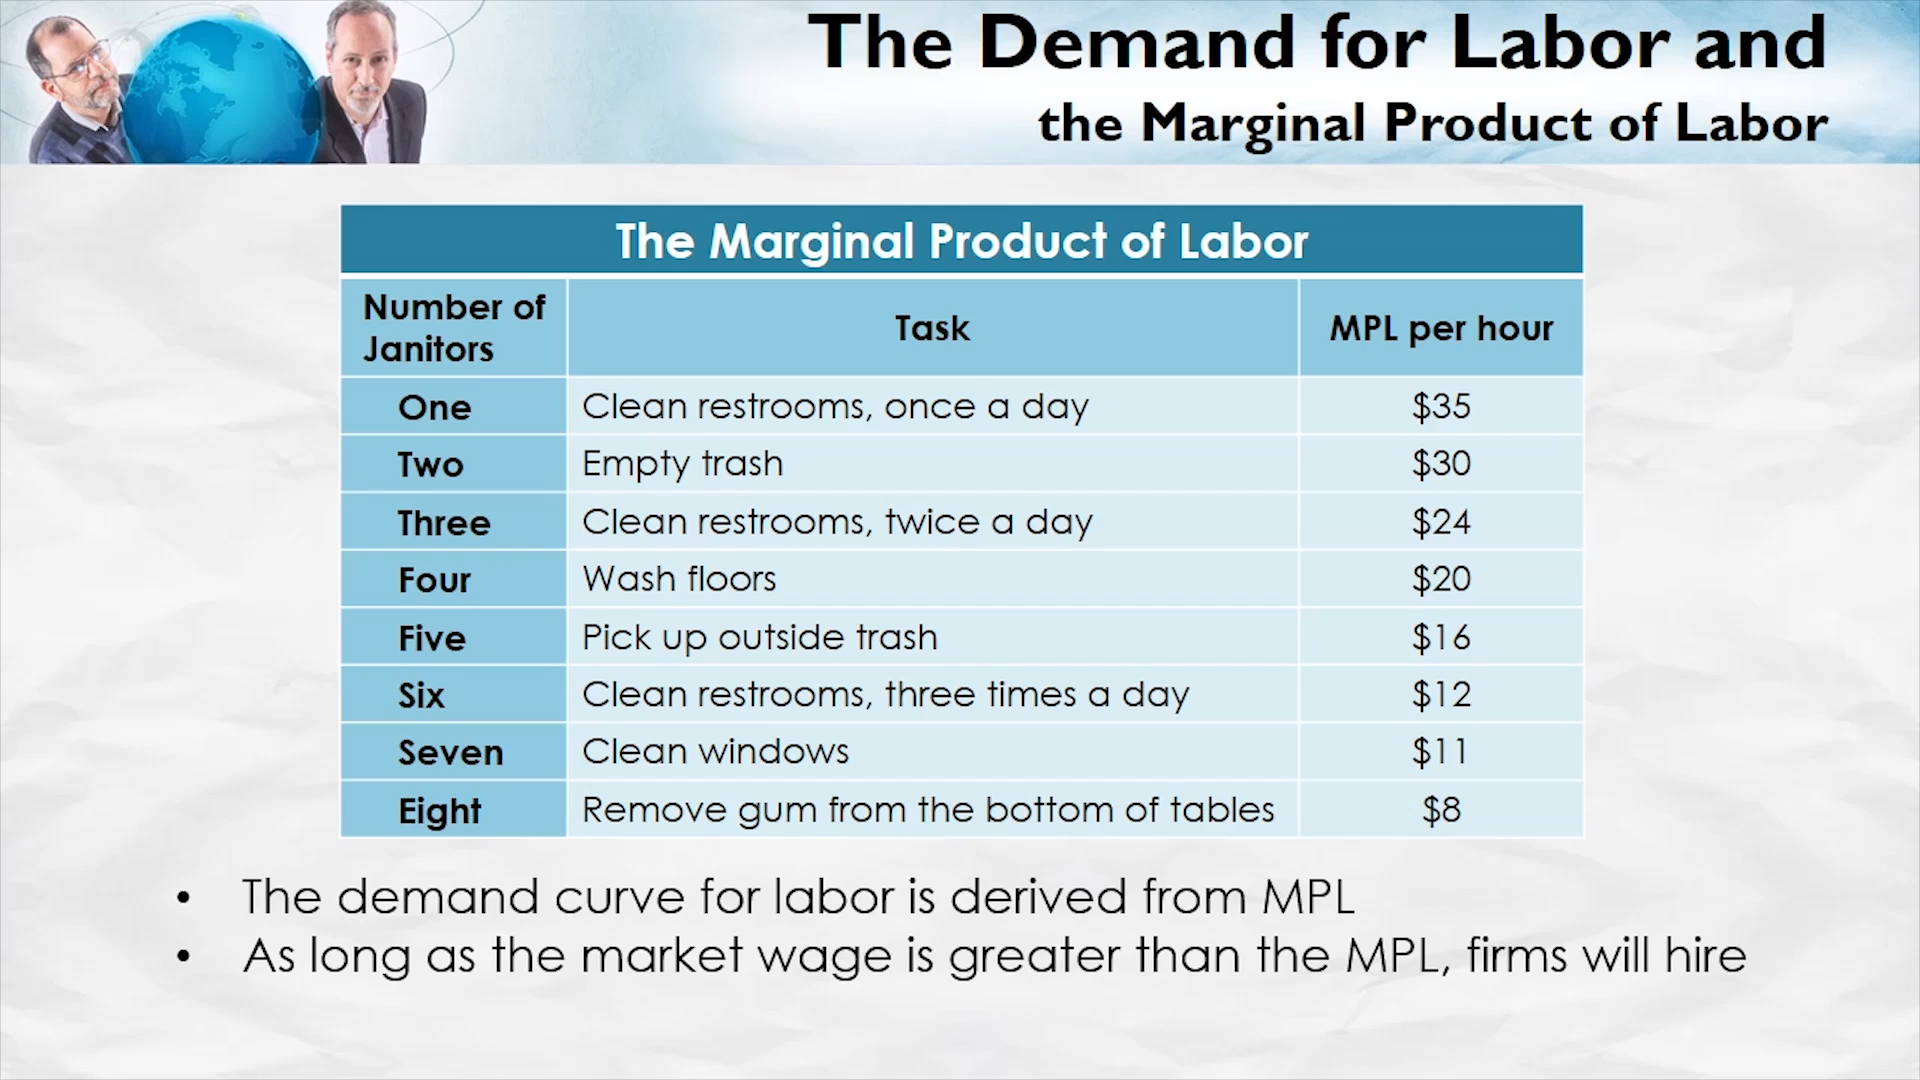 The Demand for Labor and
the Marginal Product of Labor
The Marginal Product of Labor
Number of Janitors Task MPL per hour
One Clean restrooms, once a day $35
Two Empty trash $30
Three Clean restrooms, twice a day $24
Four Wash floors $20
Five Pick up outside trash $16
Six Clean restrooms, three times a day $12
Seven Clean windows $11
Eight Remove gum from the bottom of tables $8
• The demand curve for labor is derived from MPL
• As long as the market wage is greater than the MPL, firms will hire